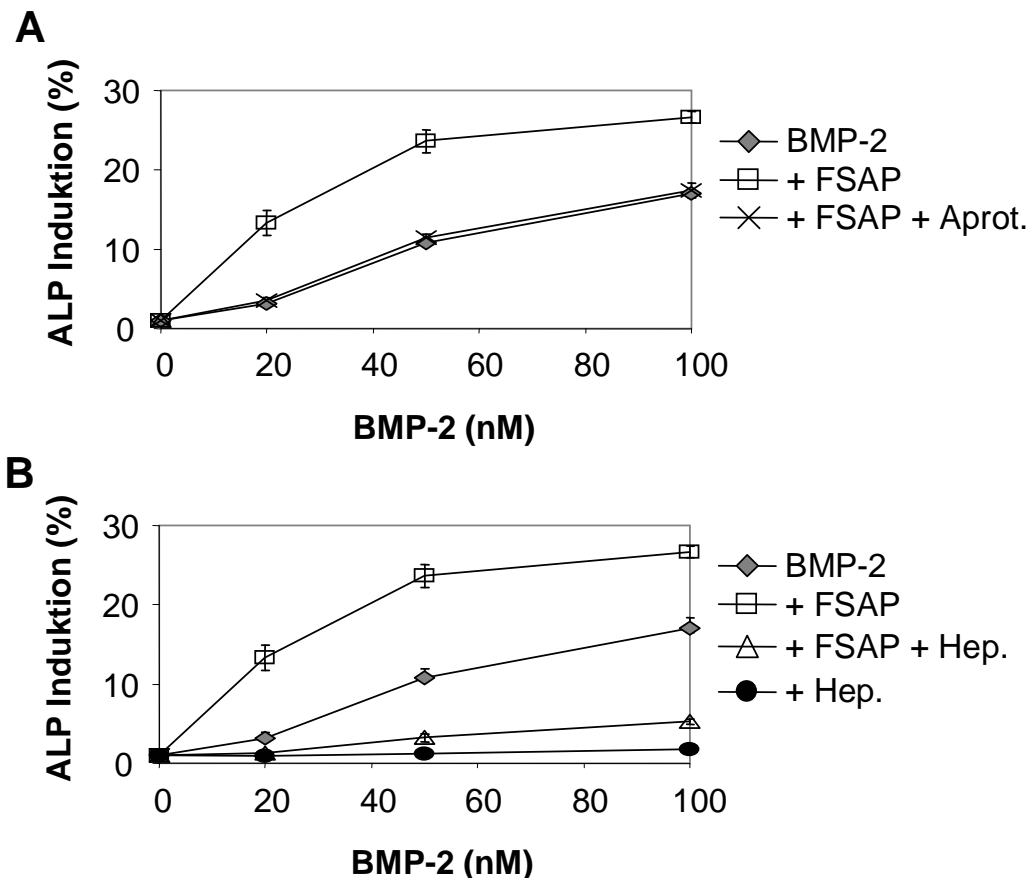 A
ALP Induktion (%)
30
20
10
0
0 20 40 60 80 100
BMP-2 (nM)
BMP-2
+ FSAP
+ FSAP + Aprot.
B
ALP Induktion (%)
30
20
10
0
0 20 40 60 80 100
BMP-2 (nM)
BMP-2
+ FSAP
+ FSAP + Hep.
+ Hep.